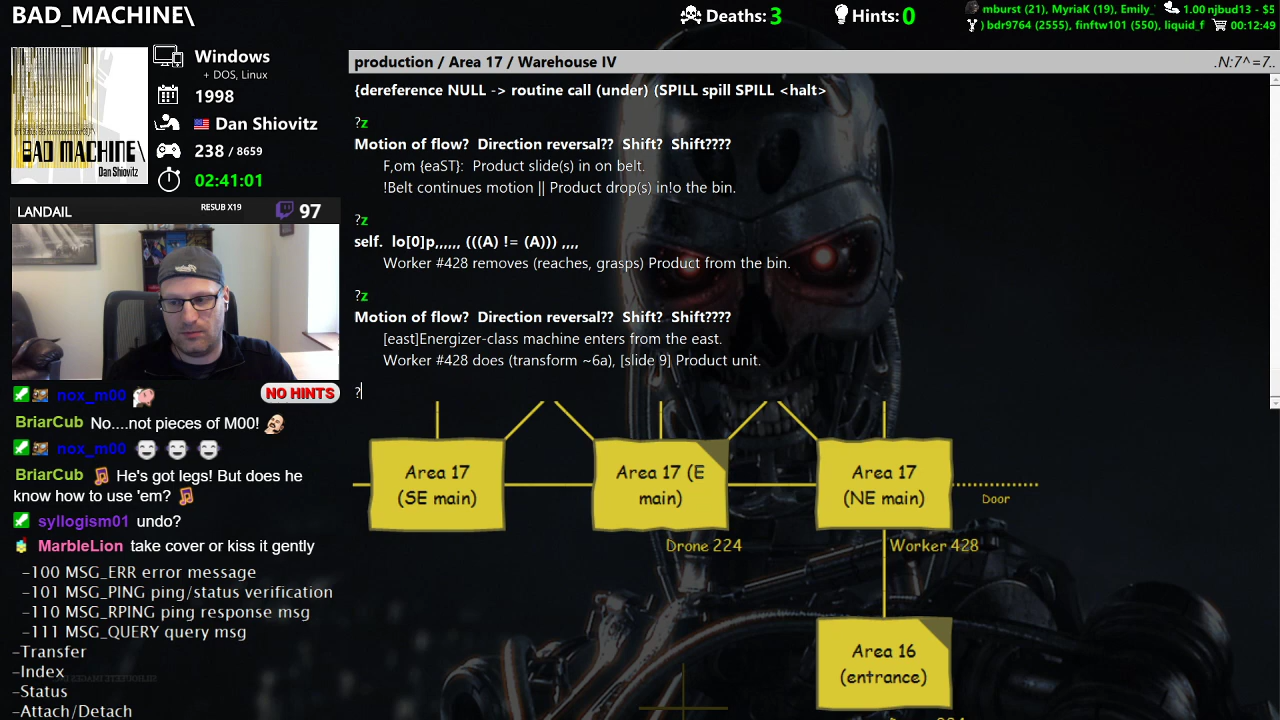 BAD_MACHINE\
Deaths: 3
Hints: 0
mburst (21), MyriaK (19), Emily_
1.00 njbud13 - $5
) bdr9764 (2555), finftw101 (550), liquid_f
00:12:49
Windows
+ DOS, Linux
1998
Dan Shiovitz
238 / 8659
02:41:01
BAD MACHINE\
Dan Shiovitz
LANDAIL
RESUB X19
97
production / Area 17 / Warehouse IV
.N:7^=7..
{dereference NULL -> routine call (under) (SPILL spill SPILL <halt>
?z
Motion of flow?  Direction reversal??  Shift?  Shift????
F,om {eaST}:  Product slide(s) in on belt.
!Belt continues motion || Product drop(s) in!o the bin.
?z
self.  lo[0]p,,,,,, (((A) != (A))) ,,,,
Worker #428 removes (reaches, grasps) Product from the bin.
?z
Motion of flow?  Direction reversal??  Shift?  Shift????
[east]Energizer-class machine enters from the east.
Worker #428 does (transform ~6a), [slide 9] Product unit.
?
NO HINTS
nox_m00
BriarCub No....not pieces of M00!
nox_m00
BriarCub He's got legs! But does he
know how to use 'em?
syllogism01 undo?
MarbleLion take cover or kiss it gently
-100 MSG_ERR error message
-101 MSG_PING ping/status verification
-110 MSG_RPING ping response msg
-111 MSG_QUERY query msg
-Transfer
-Index
-Status
-Attach/Detach
Area 17
(SE main)
Area 17 (E
main)
Area 17
(NE main)
Door
Drone 224
Worker 428
Area 16
(entrance)